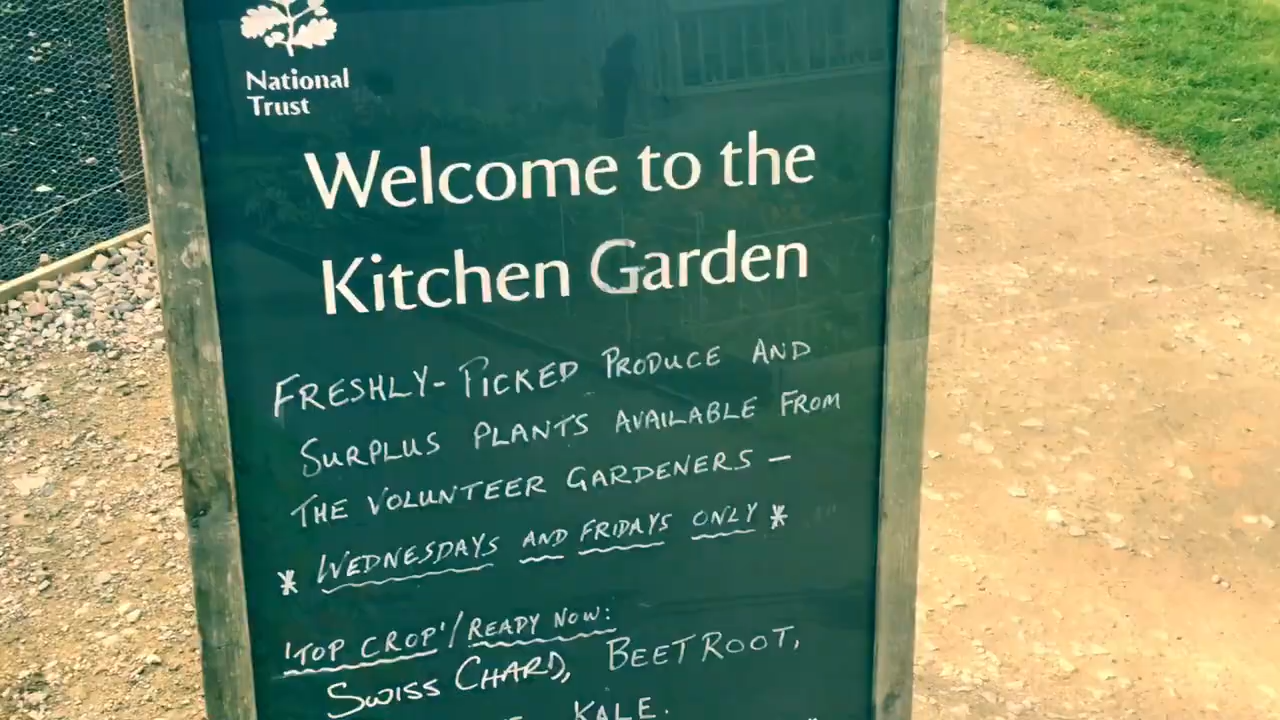 National
Trust
Welcome to the
Kitchen Garden
FRESHLY-PICKED PRODUCE AND
SURPLUS PLANTS AVAILABLE FROM
THE VOLUNTEER GARDENERS –
* WEDNESDAYS AND FRIDAYS ONLY *
'TOP CROP'/READY NOW:
SWISS CHARD, BEETROOT,
KALE.